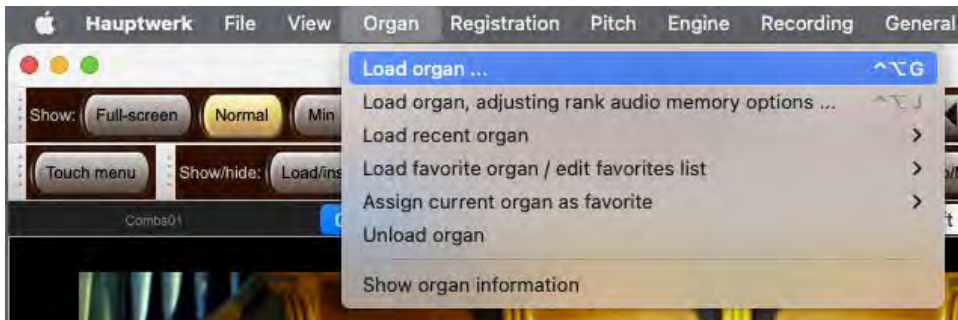 Hauptwerk File View Organ Registration Pitch Engine Recording General
Load organ ... ^⌥G
Show: Full-screen Normal Min
Load organ, adjusting rank audio memory options ... ^⌥J
Load recent organ
Touch menu Show/hide: Load/ins
Load favorite organ / edit favorites list
Assign current organ as favorite
Combs01
Unload organ
Show organ information